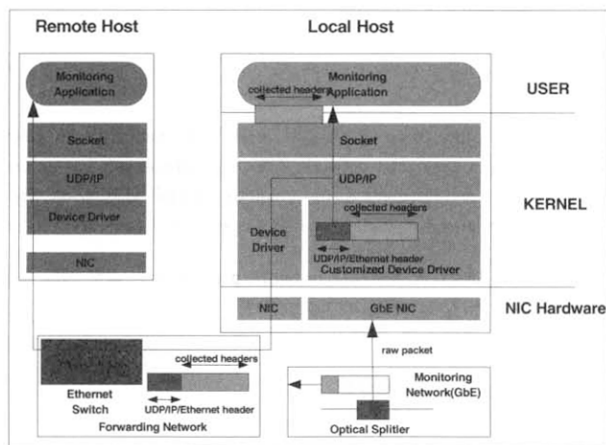 Remote Host
Local Host
Monitoring
Application
Monitoring
Application
collected headers
USER
Socket
Socket
UDP/IP
UDP/IP
KERNEL
Device Driver
Device
Driver
collected headers
UDP/IP/Ethernet header
Customized Device Driver
NIC
NIC
GbE NIC
NIC Hardware
raw packet
collected headers
Monitoring
Network(GbE)
Ethernet
Switch
UDP/IP/Ethernet header
Forwarding Network
Optical Splitler